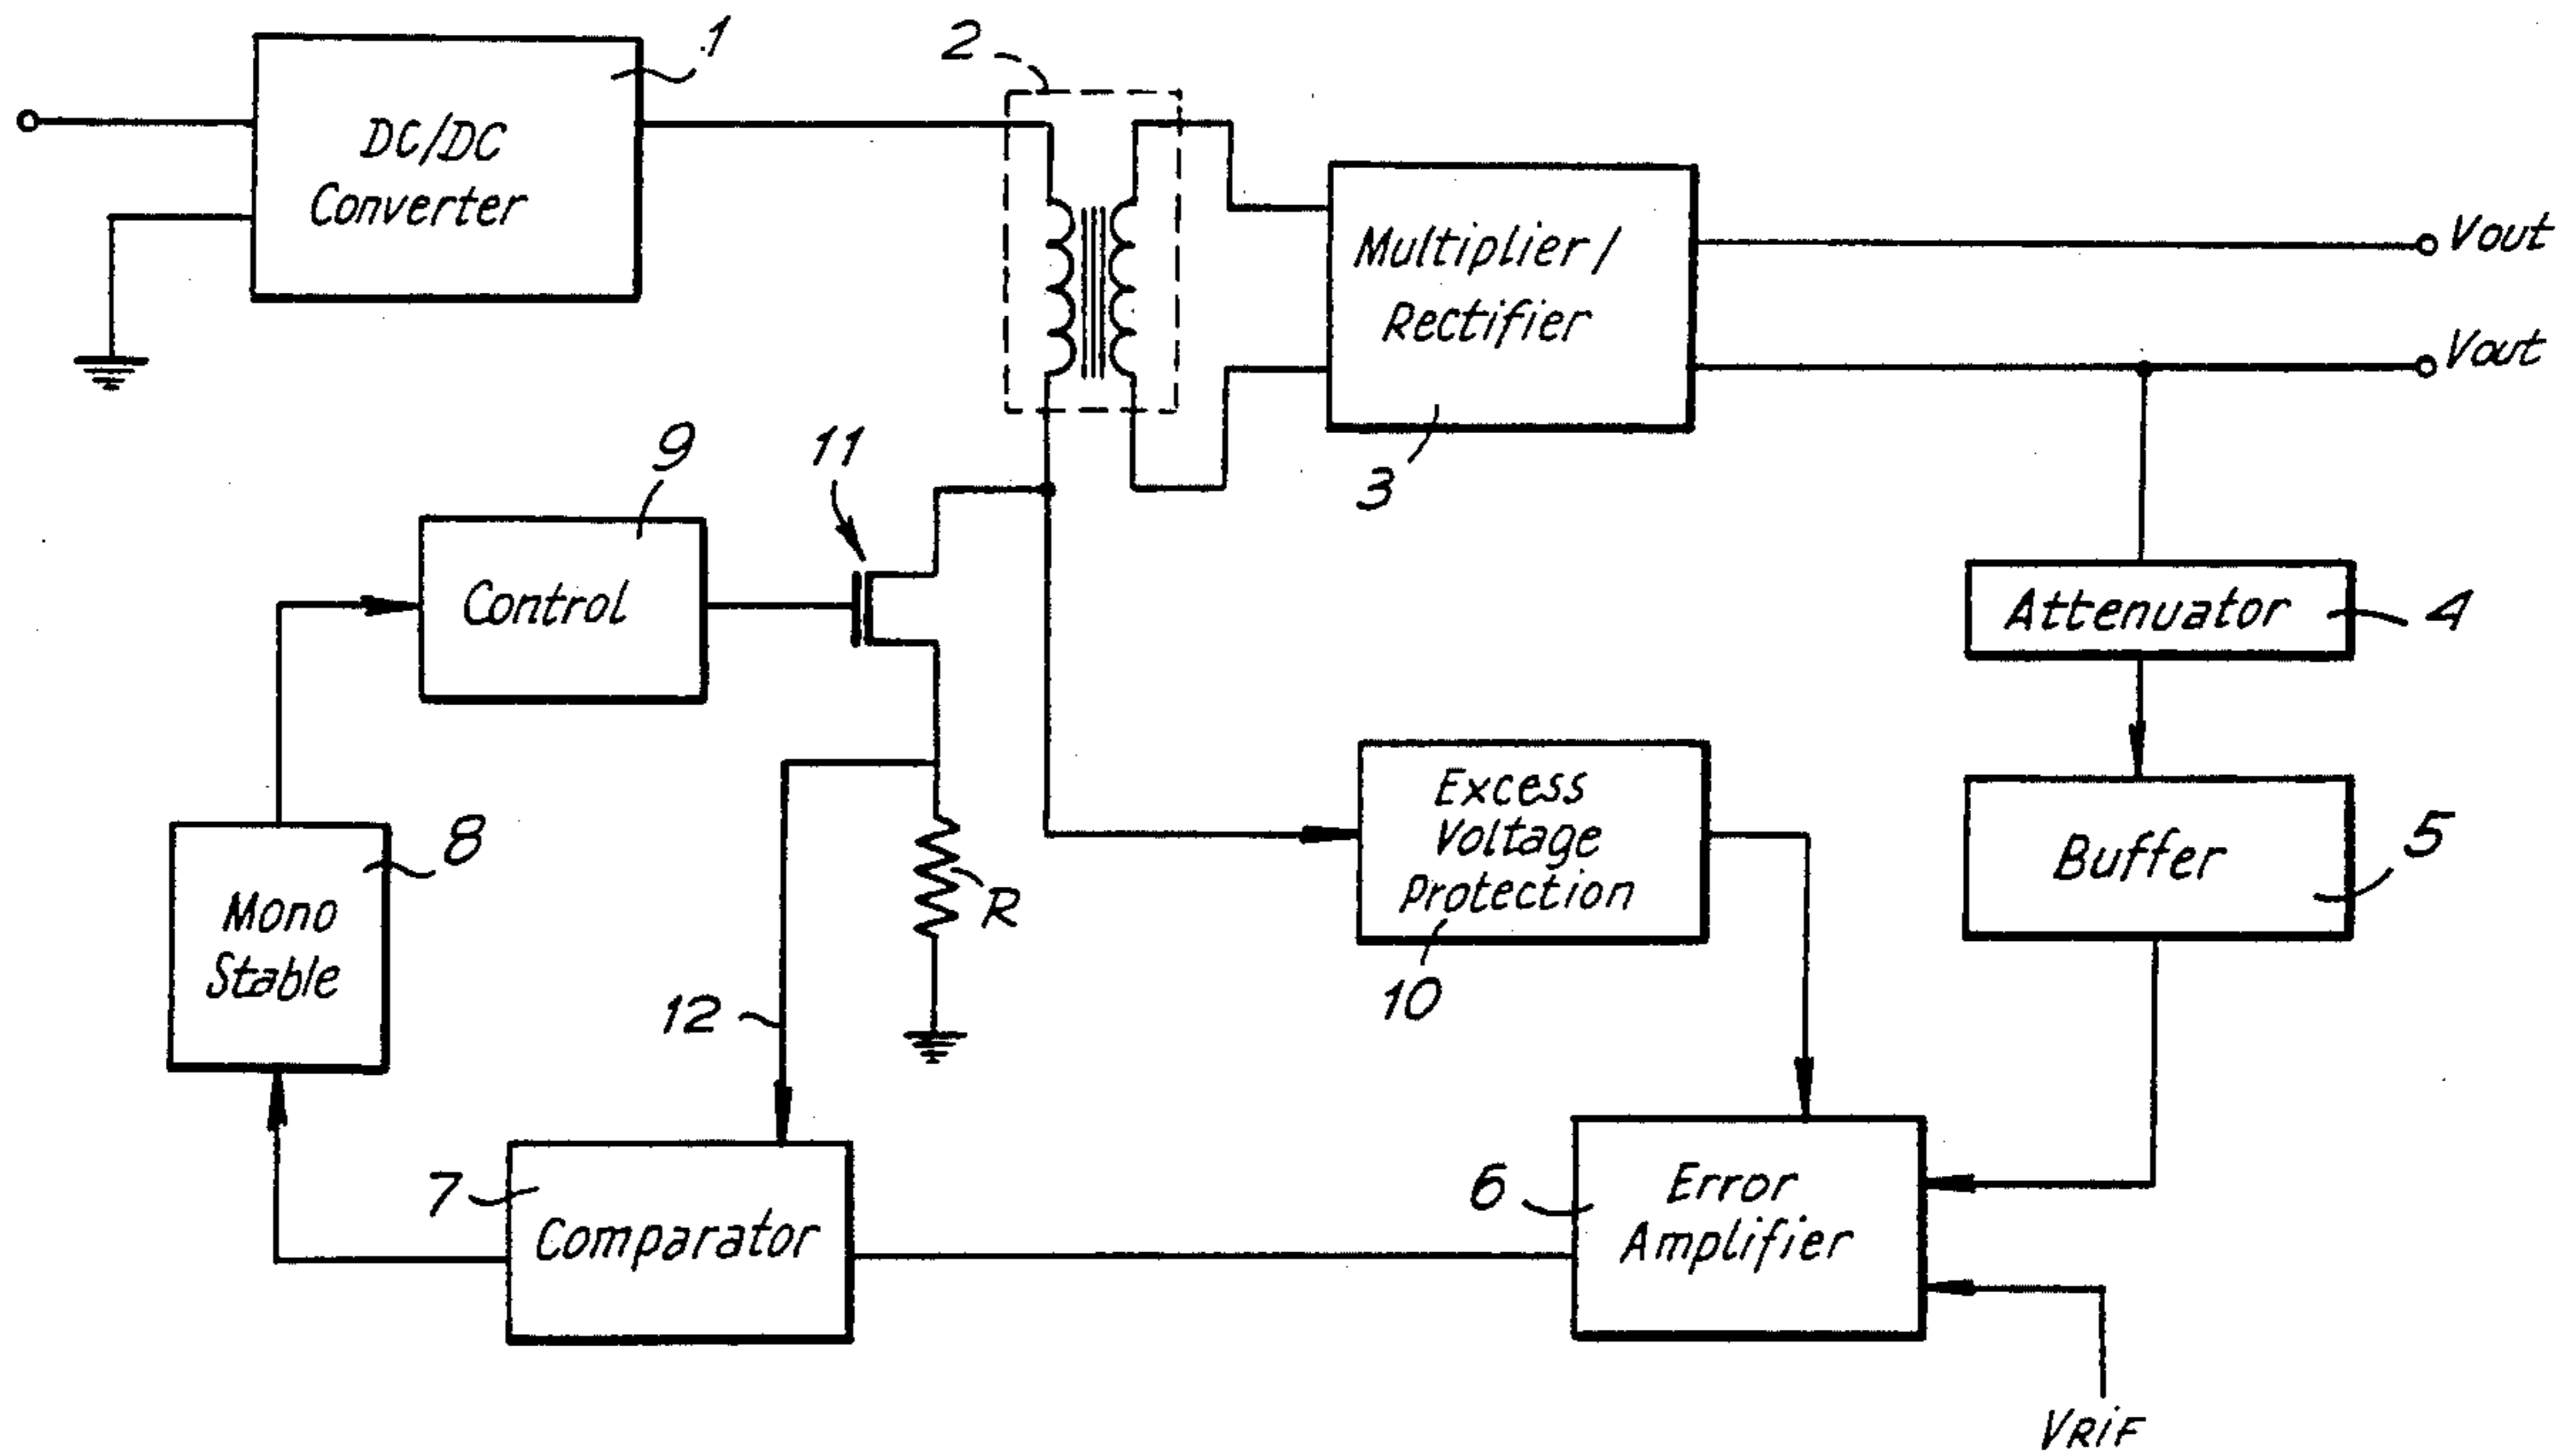 1
DC/DC
Converter
2
Multiplier/
Rectifier
3
Vout
Vout
9
Control
11
Attenuator
4
Excess
Voltage
Protection
10
Buffer
5
8
Mono
Stable
R
12
7
Comparator
6
Error
Amplifier
VRiF